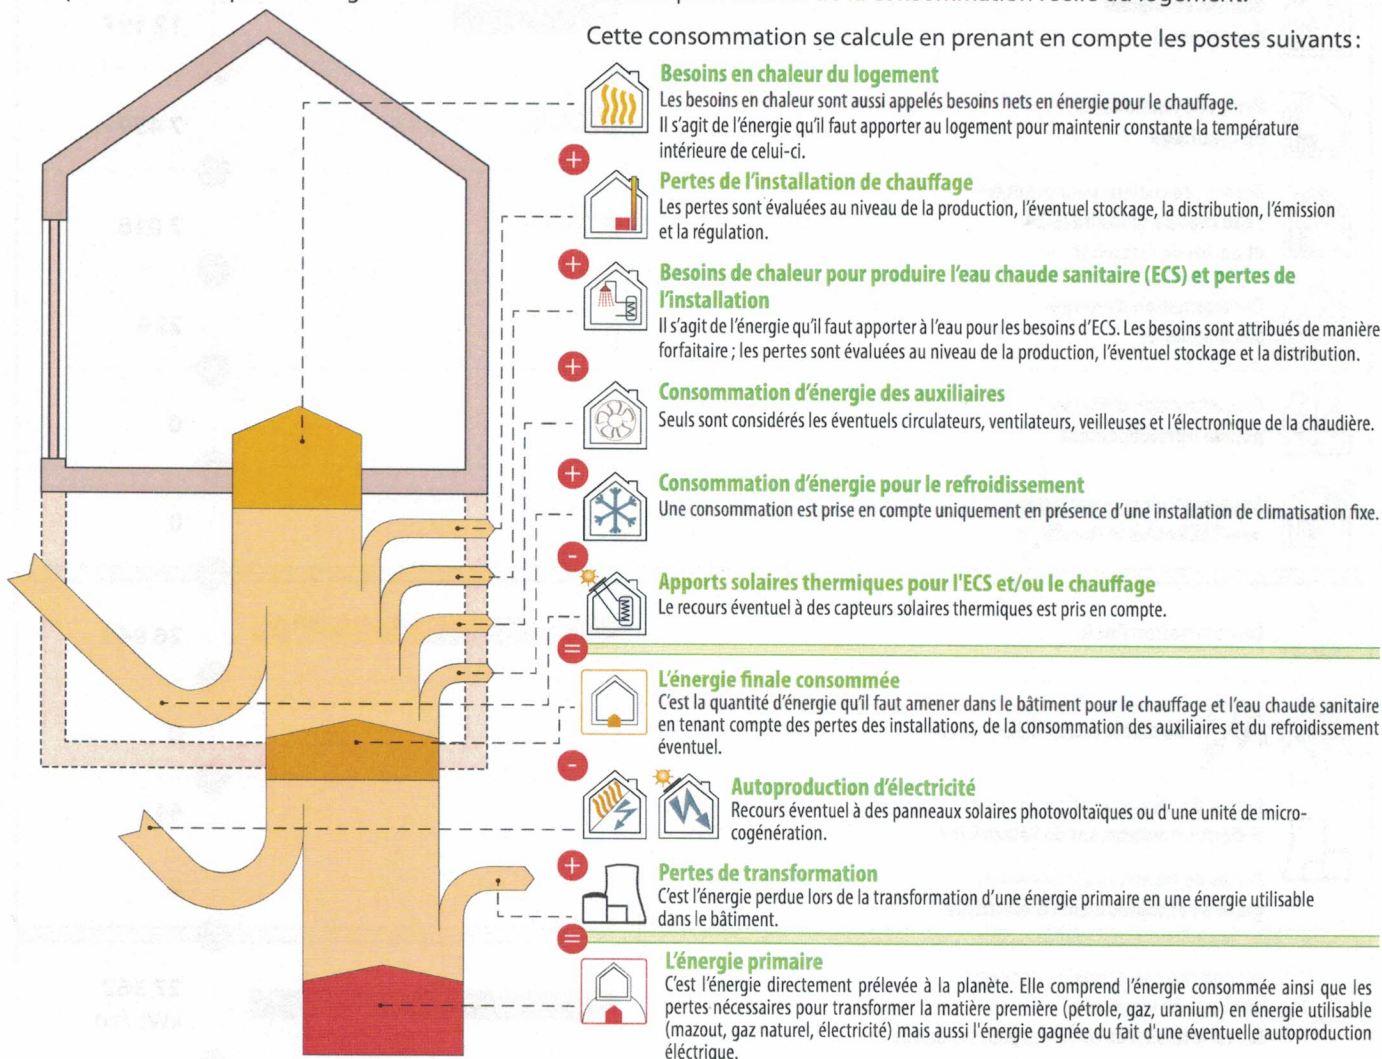 de la consommation réelle du logement.
Cette consommation se calcule en prenant en compte les postes suivants :
Besoins en chaleur du logement
Les besoins en chaleur sont aussi appelés besoins nets en énergie pour le chauffage.
Il s'agit de l'énergie qu'il faut apporter au logement pour maintenir constante la température
intérieure de celui-ci.
+
Pertes de l'installation de chauffage
Les pertes sont évaluées au niveau de la production, l'éventuel stockage, la distribution, l'émission
et la régulation.
+
Besoins de chaleur pour produire l'eau chaude sanitaire (ECS) et pertes de
l'installation
Il s'agit de l'énergie qu'il faut apporter à l'eau pour les besoins d'ECS. Les besoins sont attribués de manière
forfaitaire ; les pertes sont évaluées au niveau de la production, l'éventuel stockage et la distribution.
+
Consommation d'énergie des auxiliaires
Seuls sont considérés les éventuels circulateurs, ventilateurs, veilleuses et l'électronique de la chaudière.
+
Consommation d'énergie pour le refroidissement
Une consommation est prise en compte uniquement en présence d'une installation de climatisation fixe.
-
Apports solaires thermiques pour l'ECS et/ou le chauffage
Le recours éventuel à des capteurs solaires thermiques est pris en compte.
=
L'énergie finale consommée
C'est la quantité d'énergie qu'il faut amener dans le bâtiment pour le chauffage et l'eau chaude sanitaire
en tenant compte des pertes des installations, de la consommation des auxiliaires et du refroidissement
éventuel.
-
Autoproduction d'électricité
Recours éventuel à des panneaux solaires photovoltaïques ou d'une unité de micro-
cogénération.
+
Pertes de transformation
C'est l'énergie perdue lors de la transformation d'une énergie primaire en une énergie utilisable
dans le bâtiment.
=
L'énergie primaire
C'est l'énergie directement prélevée à la planète. Elle comprend l'énergie consommée ainsi que les
pertes nécessaires pour transformer la matière première (pétrole, gaz, uranium) en énergie utilisable
(mazout, gaz naturel, électricité) mais aussi l'énergie gagnée du fait d'une éventuelle autoproduction
éléctrique.